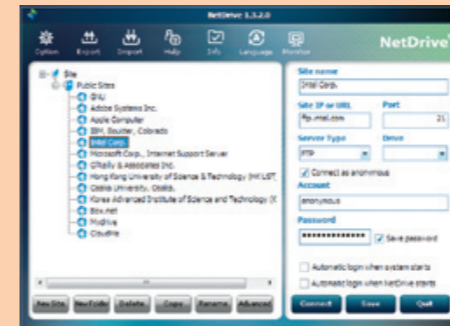 NetDrive 1.3.2.0
Option Export Import Help Info Language Monitor
NetDrive
Site
Public Sites
GNU
Adobe Systems Inc.
Apple Computer
IBM, Boulder, Colorado
Intel Corp.
Microsoft Corp., Internet Support Server
O'Reilly & Associates Inc.
Hong Kong University of Science & Technology (HKUST
Osaka University, Osaka.
Korea Advanced Institute of Science and Technology (K
Box.net
Mydrive
CloudMe
New Site New Folder Delete Copy Rename Advanced
Site name
Intel Corp.
Site IP or URL Port
ftp.intel.com 21
Server Type Drive
FTP
Connect as anonymous
Account
anonymous
Password
Save password
Automatic login when system starts
Automatic login when NetDrive starts
Connect Save Quit